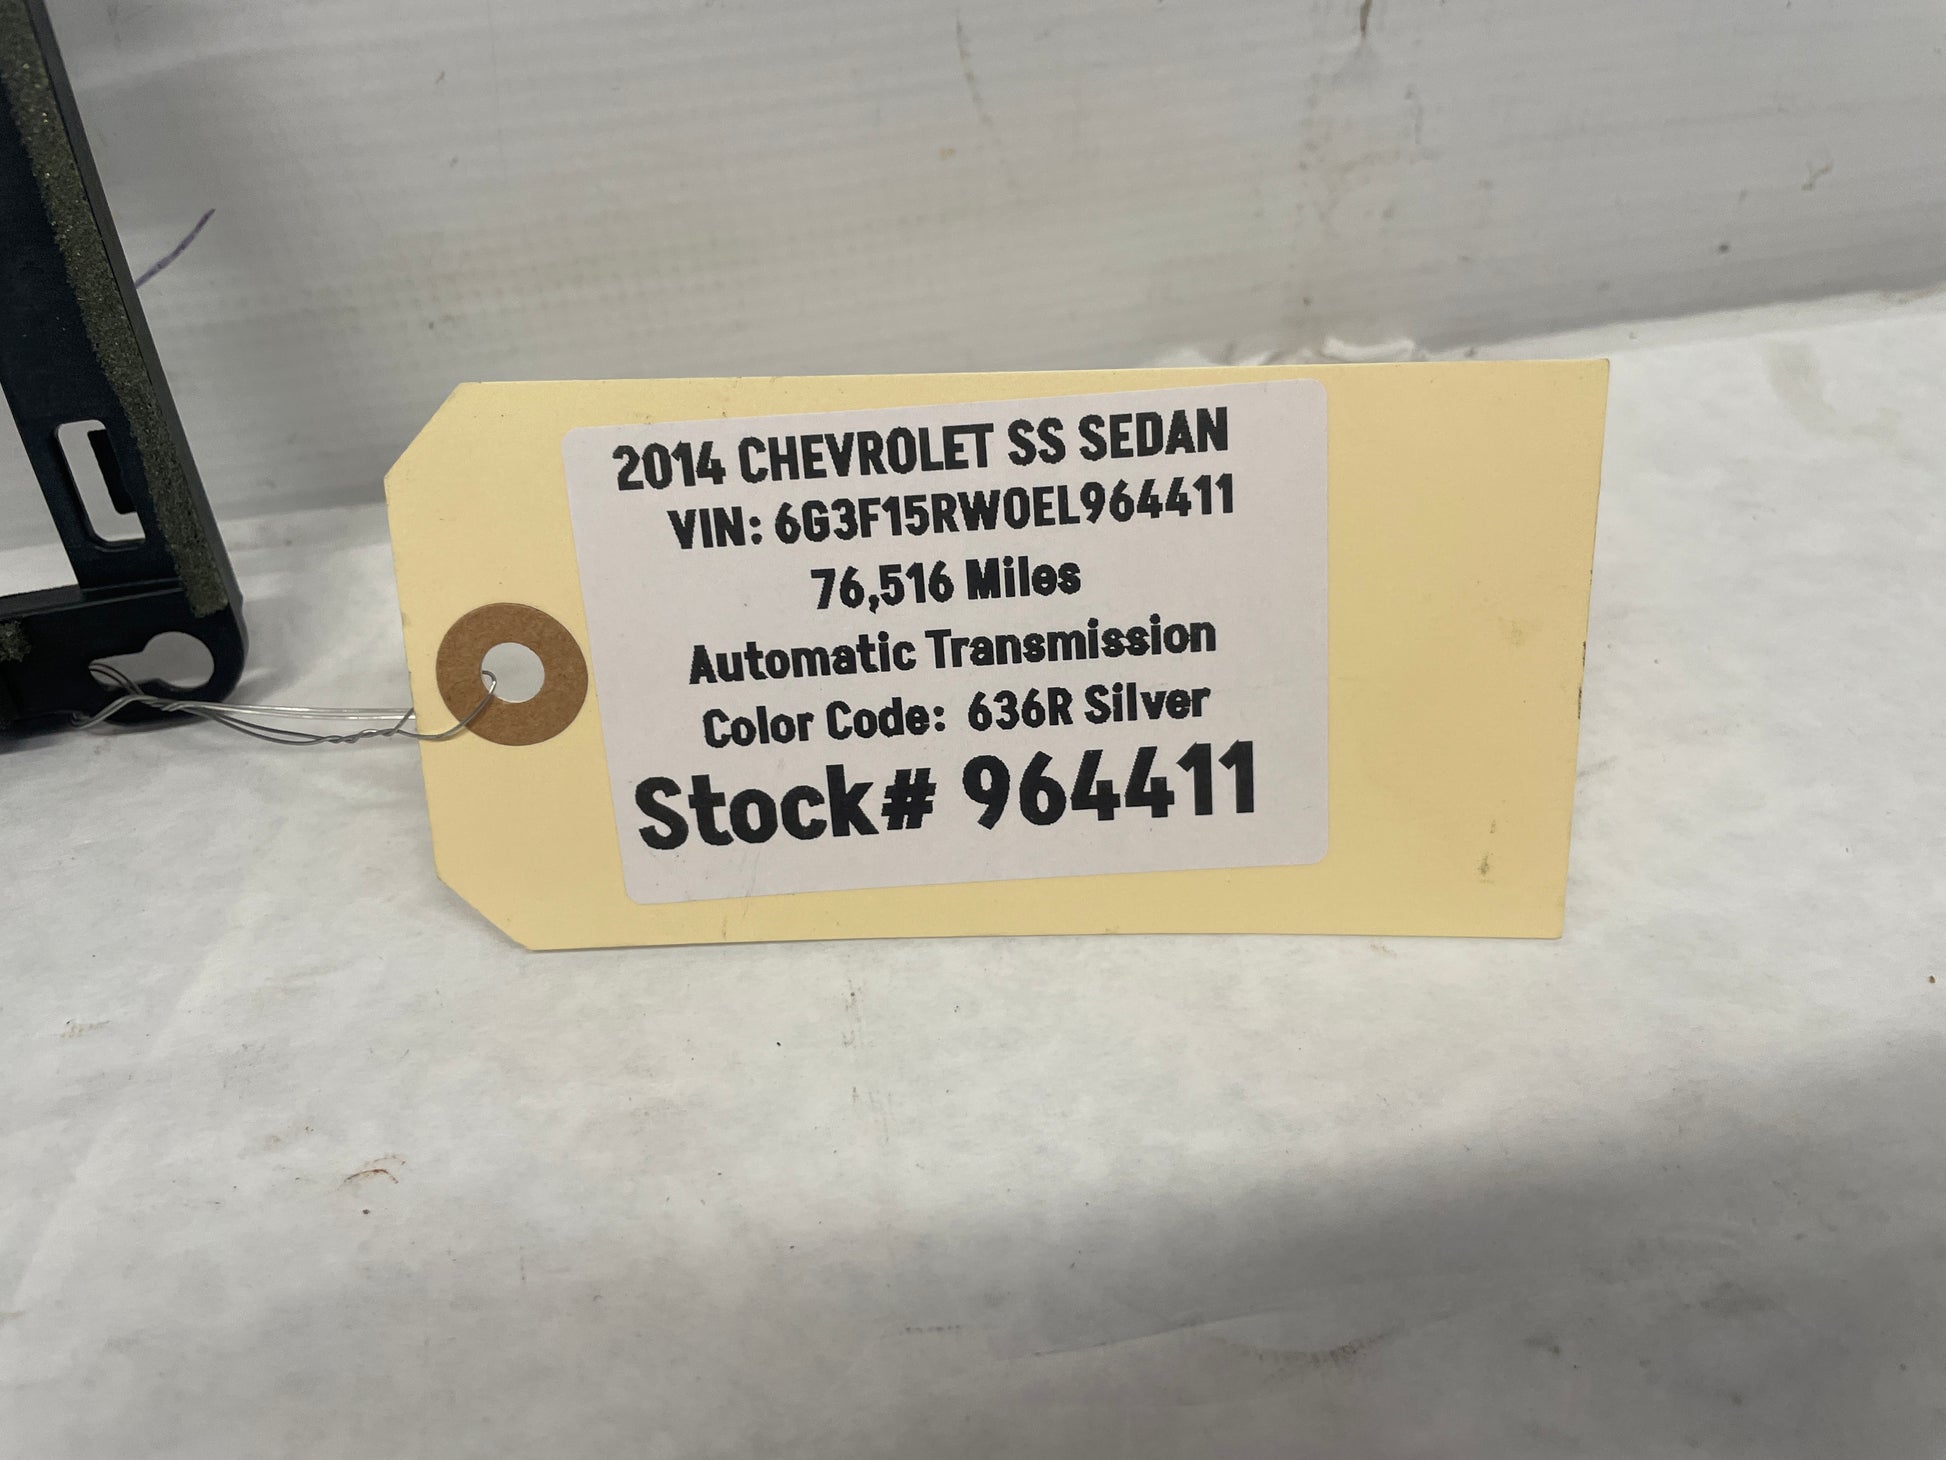 2014 CHEVROLET SS SEDAN
VIN: 6G3F15RW0EL964411
76,516 Miles
Automatic Transmission
Color Code: 636R Silver
Stock# 964411